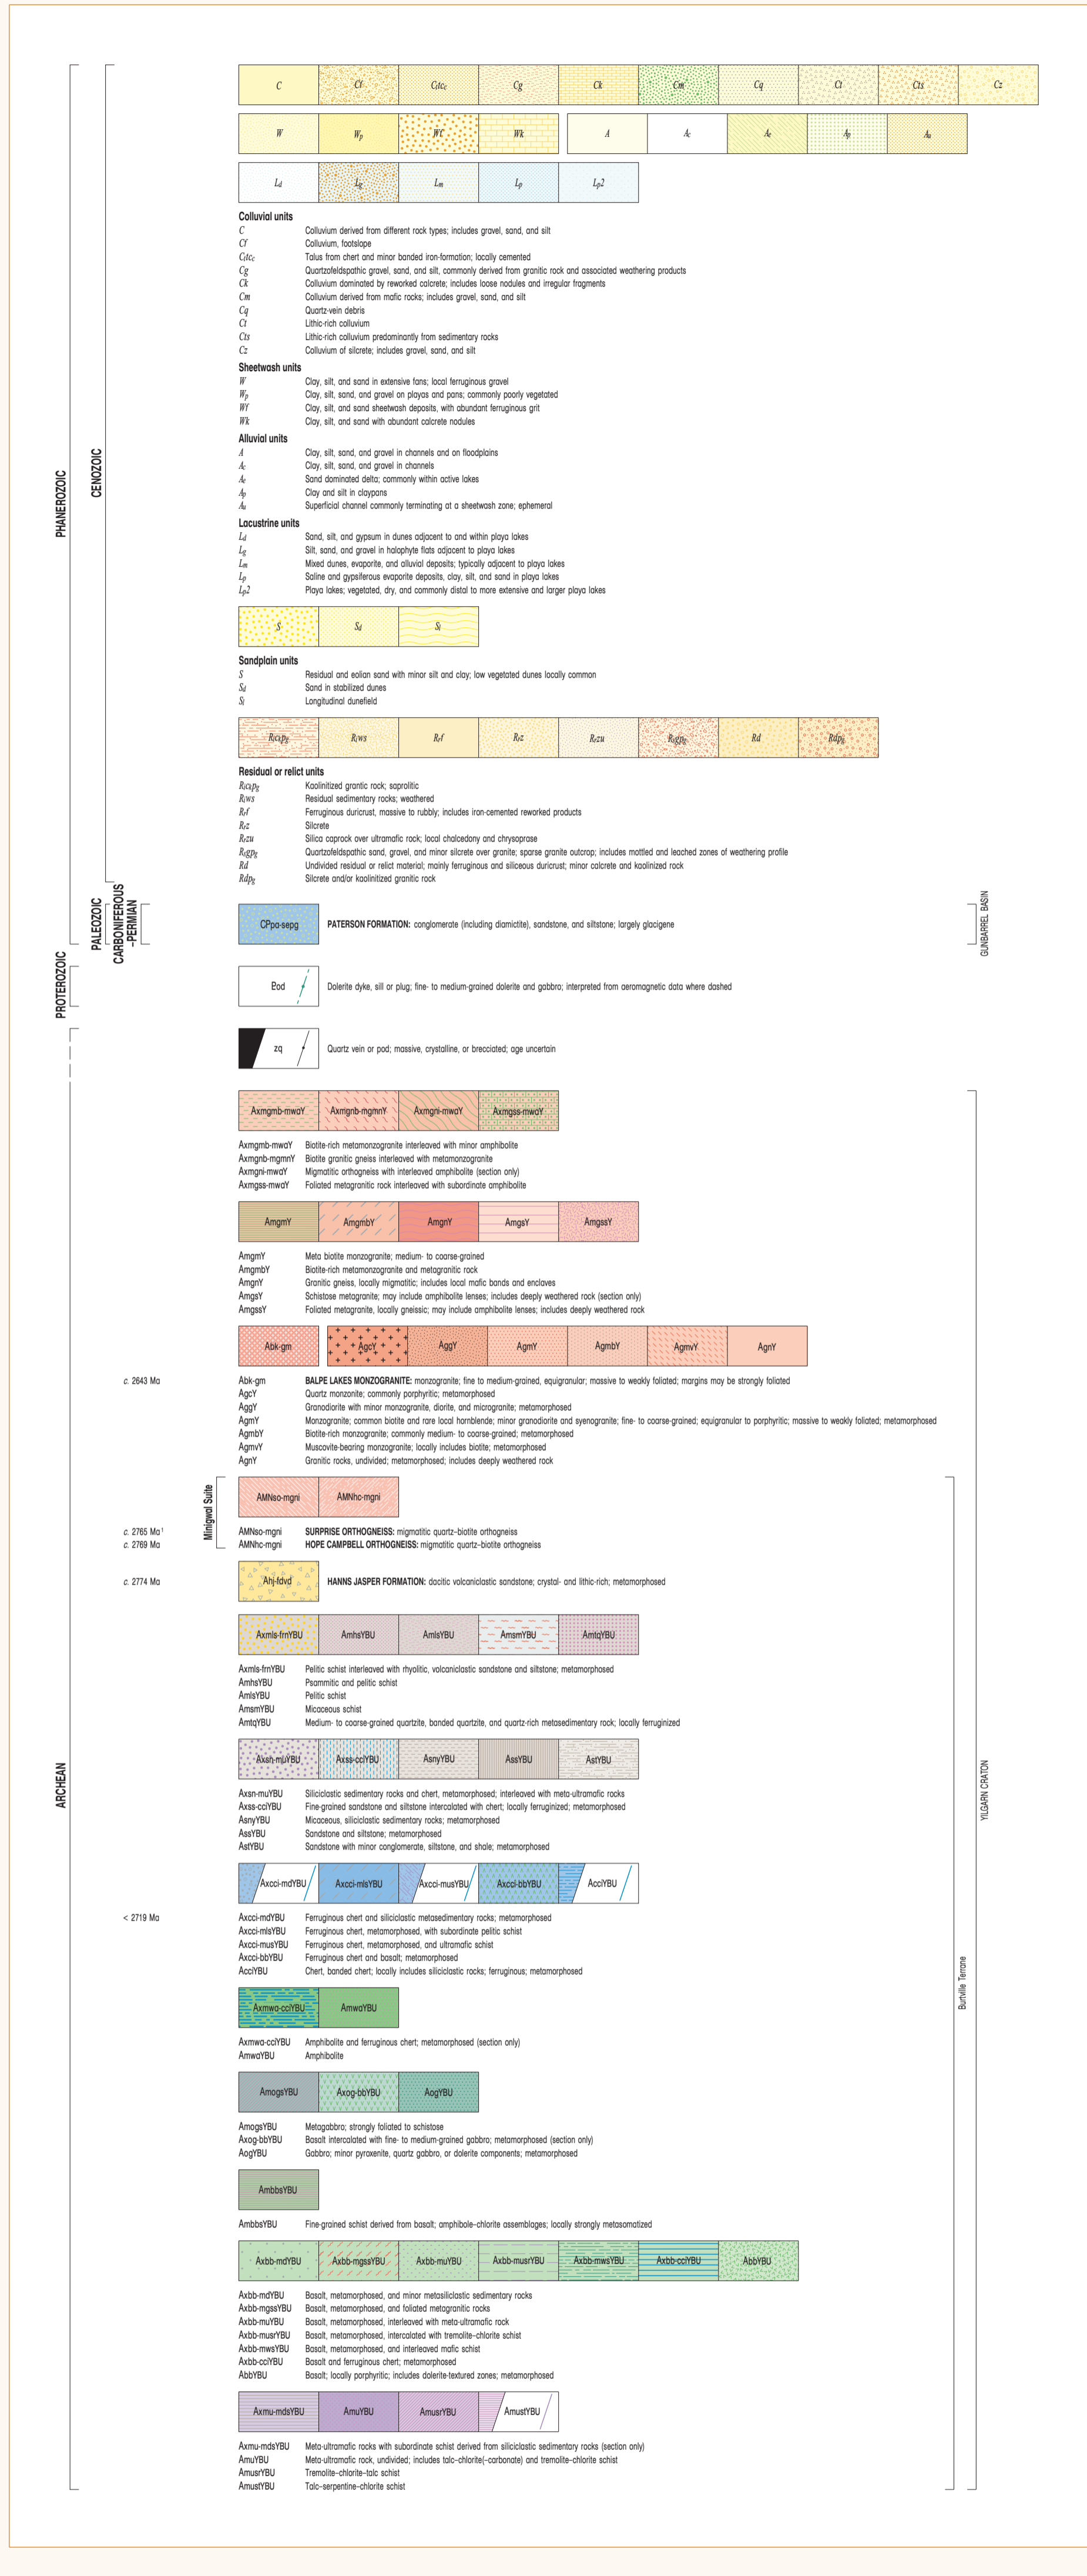 C Cf Cctcc Cg Ck Cm Cq Ct Cts Cz
W Wp Wf Wk A Ac Ae Ap Au
Ld Lg Lm Lp Lp2
Colluvial units
C Colluvium derived from different rock types; includes gravel, sand, and silt
Cf Colluvium, footslope
Cctcc Talus from chert and minor banded iron-formation; locally cemented
Cg Quartzofeldspathic gravel, sand, and silt, commonly derived from granitic rock and associated weathering products
Ck Colluvium dominated by reworked calcrete; includes loose nodules and irregular fragments
Cm Colluvium derived from mafic rocks; includes gravel, sand, and silt
Cq Quartz-vein debris
Ct Lithic-rich colluvium
Cts Lithic-rich colluvium predominantly from sedimentary rocks
Cz Colluvium of silcrete; includes gravel, sand, and silt
Sheetwash units
W Clay, silt, and sand in extensive fans; local ferruginous gravel
Wp Clay, silt, sand, and gravel on playas and pans; commonly poorly vegetated
Wf Clay, silt, and sand sheetwash deposits, with abundant ferruginous grit
Wk Clay, silt, and sand with abundant calcrete nodules
Alluvial units
A Clay, silt, sand, and gravel in channels and on floodplains
Ac Clay, silt, sand, and gravel in channels
Ae Sand dominated delta; commonly within active lakes
Ap Clay and silt in claypans
Au Superficial channel commonly terminating at a sheetwash zone; ephemeral
Lacustrine units
Ld Sand, silt, and gypsum in dunes adjacent to and within playa lakes
Lg Silt, sand, and gravel in halophyte flats adjacent to playa lakes
Lm Mixed dunes, evaporite, and alluvial deposits; typically adjacent to playa lakes
Lp Saline and gypsiferous evaporite deposits, clay, silt, and sand in playa lakes
Lp2 Playa lakes; vegetated, dry, and commonly distal to more extensive and larger playa lakes
PHANEROZOIC
CENOZOIC
S Sd Sl
Sandplain units
S Residual and eolian sand with minor silt and clay; low vegetated dunes locally common
Sd Sand in stabilized dunes
Sl Longitudinal dunefield
Rtws Rrf Rrz Rrzu Rsgpg Rd Rdpg
Residual or relict units
Kaolinitized grantic rock; saprolitic
Rtws Residual sedimentary rocks; weathered
Rrf Ferruginous duricrust, massive to rubbly; includes iron-cemented reworked products
Rrz Silcrete
Rrzu Silica caprock over ultramafic rock; local chalcedony and chrysoprase
Rsgpg Quartzofeldspathic sand, gravel, and minor silcrete over granite; sparse granite outcrop; includes mottled and leached zones of weathering profile
Rd Undivided residual or relict material; mainly ferruginous and siliceous duricrust; minor calcrete and kaolinized rock
Rdpg Silcrete and/or kaolinitized granitic rock
PALEOZOIC
CARBONIFEROUS
–PERMIAN
CPpa-sepg PATERSON FORMATION: conglomerate (including diamictite), sandstone, and siltstone; largely glacigene
GUNBARREL BASIN
PROTEROZOIC
Pod Dolerite dyke, sill or plug; fine- to medium-grained dolerite and gabbro; interpreted from aeromagnetic data where dashed
zq Quartz vein or pod; massive, crystalline, or brecciated; age uncertain
Axmgmb-mwaY Axmgnb-mgmnY Axmgni-mwaY Axmgss-mwaY
Axmgmb-mwaY Biotite-rich metamonzogranite interleaved with minor amphibolite
Axmgnb-mgmnY Biotite granitic gneiss interleaved with metamonzogranite
Axmgni-mwaY Migmatitic orthogneiss with interleaved amphibolite (section only)
Axmgss-mwaY Foliated metagranitic rock interleaved with subordinate amphibolite
AmgmY AmgmbY AmgnY AmgsY AmgssY
AmgmY Meta biotite monzogranite; medium- to coarse-grained
AmgmbY Biotite-rich metamonzogranite and metagranitic rock
AmgnY Granitic gneiss, locally migmatitic; includes local mafic bands and enclaves
AmgsY Schistose metagranite; may include amphibolite lenses; includes deeply weathered rock (section only)
AmgssY Foliated metagranite, locally gneissic; may include amphibolite lenses; includes deeply weathered rock
Abk-gm AgcY AggY AgmY AgmbY AgmvY AgnY
c. 2643 Ma Abk-gm BALPE LAKES MONZOGRANITE: monzogranite; fine to medium-grained, equigranular; massive to weakly foliated; margins may be strongly foliated
AgcY Quartz monzonite; commonly porphyritic; metamorphosed
AggY Granodiorite with minor monzogranite, diorite, and microgranite; metamorphosed
AgmY Monzogranite; common biotite and rare local hornblende; minor granodiorite and syenogranite; fine- to coarse-grained; equigranular to porphyritic; massive to weakly foliated; metamorphosed
AgmbY Biotite-rich monzogranite; commonly medium- to coarse-grained; metamorphosed
AgmvY Muscovite-bearing monzogranite; locally includes biotite; metamorphosed
AgnY Granitic rocks, undivided; metamorphosed; includes deeply weathered rock
Minigwal Suite
AMNso-mgni AMNhc-mgni
c. 2765 Ma¹ AMNso-mgni SURPRISE ORTHOGNEISS: migmatitic quartz–biotite orthogneiss
c. 2769 Ma AMNhc-mgni HOPE CAMPBELL ORTHOGNEISS: migmatitic quartz–biotite orthogneiss
c. 2774 Ma Ahj-fdvd HANNS JASPER FORMATION: dacitic volcaniclastic sandstone; crystal- and lithic-rich; metamorphosed
Axmls-frnYBU AmhsYBU AmlsYBU AmsmYBU AmtqYBU
Axmls-frnYBU Pelitic schist interleaved with rhyolitic, volcaniclastic sandstone and siltstone; metamorphosed
AmhsYBU Psammitic and pelitic schist
AmlsYBU Pelitic schist
AmsmYBU Micaceous schist
AmtqYBU Medium- to coarse-grained quartzite, banded quartzite, and quartz-rich metasedimentary rock; locally ferruginized
ARCHEAN
YILGARN CRATON
Axsn-muYBU Axss-cciYBU AsnyYBU AssYBU AstYBU
Axsn-muYBU Siliciclastic sedimentary rocks and chert, metamorphosed; interleaved with meta-ultramafic rocks
Axss-cciYBU Fine-grained sandstone and siltstone intercalated with chert; locally ferruginized; metamorphosed
AsnyYBU Micaceous, siliciclastic sedimentary rocks; metamorphosed
AssYBU Sandstone and siltstone; metamorphosed
AstYBU Sandstone with minor conglomerate, siltstone, and shale; metamorphosed
Axcci-mdYBU Axcci-mlsYBU Axcci-musYBU Axcci-bbYBU AcciYBU
< 2719 Ma Axcci-mdYBU Ferruginous chert and siliciclastic metasedimentary rocks; metamorphosed
Axcci-mlsYBU Ferruginous chert, metamorphosed, with subordinate pelitic schist
Axcci-musYBU Ferruginous chert, metamorphosed, and ultramafic schist
Axcci-bbYBU Ferruginous chert and basalt; metamorphosed
AcciYBU Chert, banded chert; locally includes siliciclastic rocks; ferruginous; metamorphosed
Burtville Terrane
Axmwa-cciYBU AmwaYBU
Axmwa-cciYBU Amphibolite and ferruginous chert; metamorphosed (section only)
AmwaYBU Amphibolite
AmogsYBU Axog-bbYBU AogYBU
AmogsYBU Metagabbro; strongly foliated to schistose
Axog-bbYBU Basalt intercalated with fine- to medium-grained gabbro; metamorphosed (section only)
AogYBU Gabbro; minor pyroxenite, quartz gabbro, or dolerite components; metamorphosed
AmbbsYBU
AmbbsYBU Fine-grained schist derived from basalt; amphibole–chlorite assemblages; locally strongly metasomatized
Axbb-mdYBU Axbb-mgssYBU Axbb-muYBU Axbb-musrYBU Axbb-mwsYBU Axbb-cciYBU AbbYBU
Axbb-mdYBU Basalt, metamorphosed, and minor metasiliclastic sedimentary rocks
Axbb-mgssYBU Basalt, metamorphosed, and foliated metagranitic rocks
Axbb-muYBU Basalt, metamorphosed, interleaved with meta-ultramafic rock
Axbb-musrYBU Basalt, metamorphosed, intercalated with tremolite–chlorite schist
Axbb-mwsYBU Basalt, metamorphosed, and interleaved mafic schist
Axbb-cciYBU Basalt and ferruginous chert; metamorphosed
AbbYBU Basalt; locally porphyritic; includes dolerite-textured zones; metamorphosed
Axmu-mdsYBU AmuYBU AmusrYBU AmustYBU
Axmu-mdsYBU Meta-ultramafic rocks with subordinate schist derived from siliciclastic sedimentary rocks (section only)
AmuYBU Meta-ultramafic rock, undivided; includes talc–chlorite(–carbonate) and tremolite–chlorite schist
AmusrYBU Tremolite–chlorite–talc schist
AmustYBU Talc–serpentine–chlorite schist